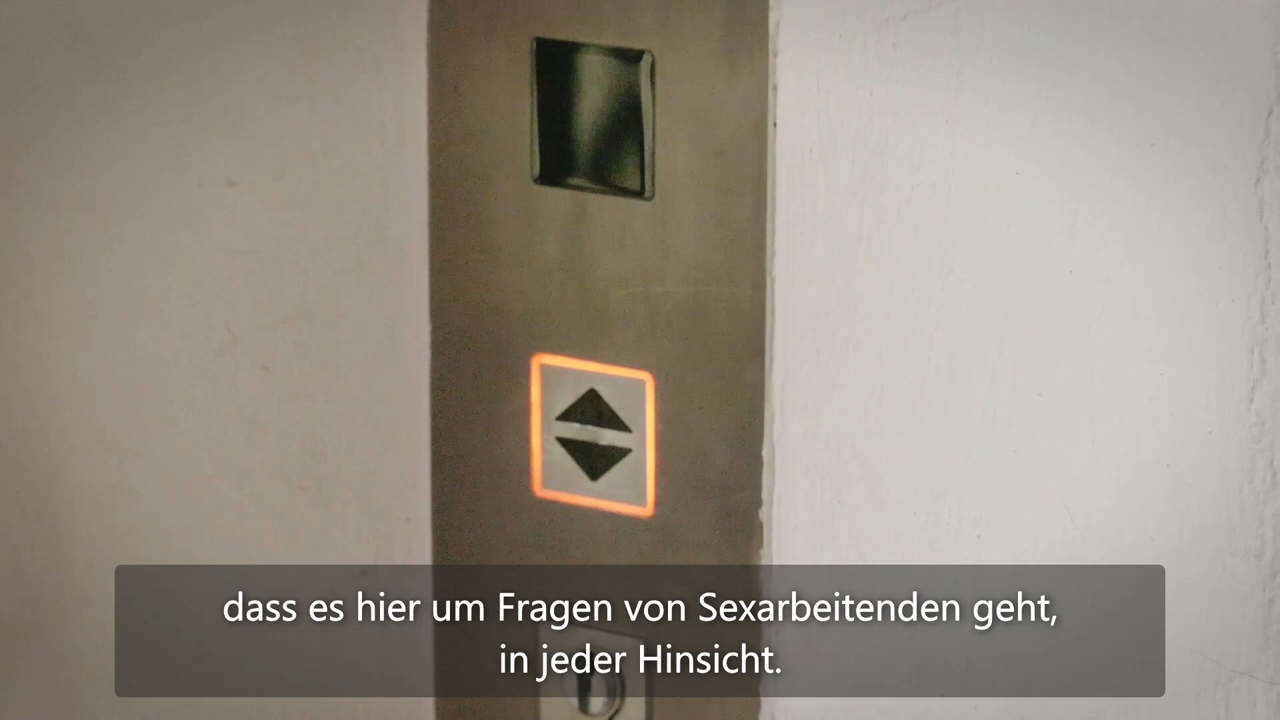 dass es hier um Fragen von Sexarbeitenden geht,
in jeder Hinsicht.